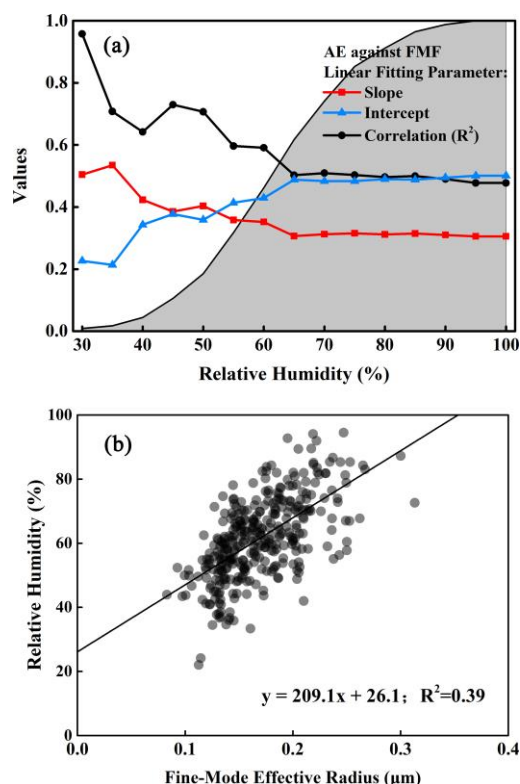 (a)
AE against FMF
Linear Fitting Parameter:
Slope
Intercept
Correlation (R²)
Values
1.0
0.8
0.6
0.4
0.2
0.0
30 40 50 60 70 80 90 100
Relative Humidity (%)
(b)
Relative Humidity (%)
100
80
60
40
20
0
y = 209.1x + 26.1; R²=0.39
0.0 0.1 0.2 0.3 0.4
Fine-Mode Effective Radius (μm)